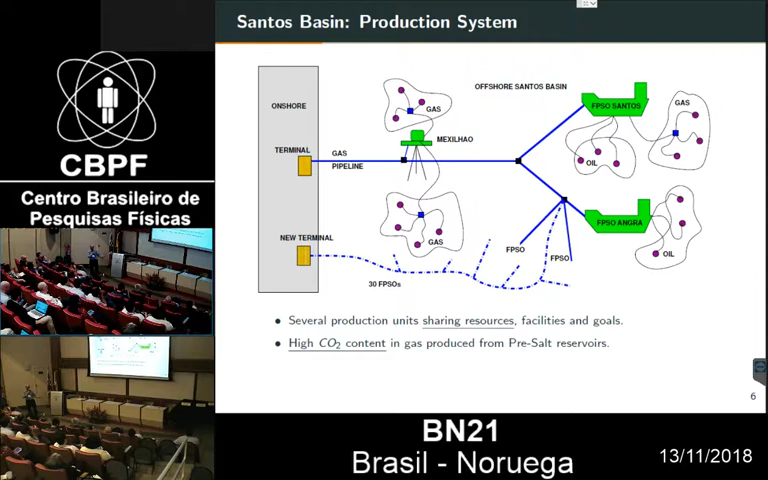 Santos Basin: Production System
ONSHORE
OFFSHORE SANTOS BASIN
GAS
MEXILHAO
FPSO SANTOS
GAS
TERMINAL
GAS
PIPELINE
OIL
GAS
FPSO ANGRA
NEW TERMINAL
FPSO
FPSO
OIL
30 FPSOs
• Several production units sharing resources, facilities and goals.
• High CO2 content in gas produced from Pre-Salt reservoirs.
6
CBPF
Centro Brasileiro de
Pesquisas Físicas
BN21
Brasil - Noruega
13/11/2018